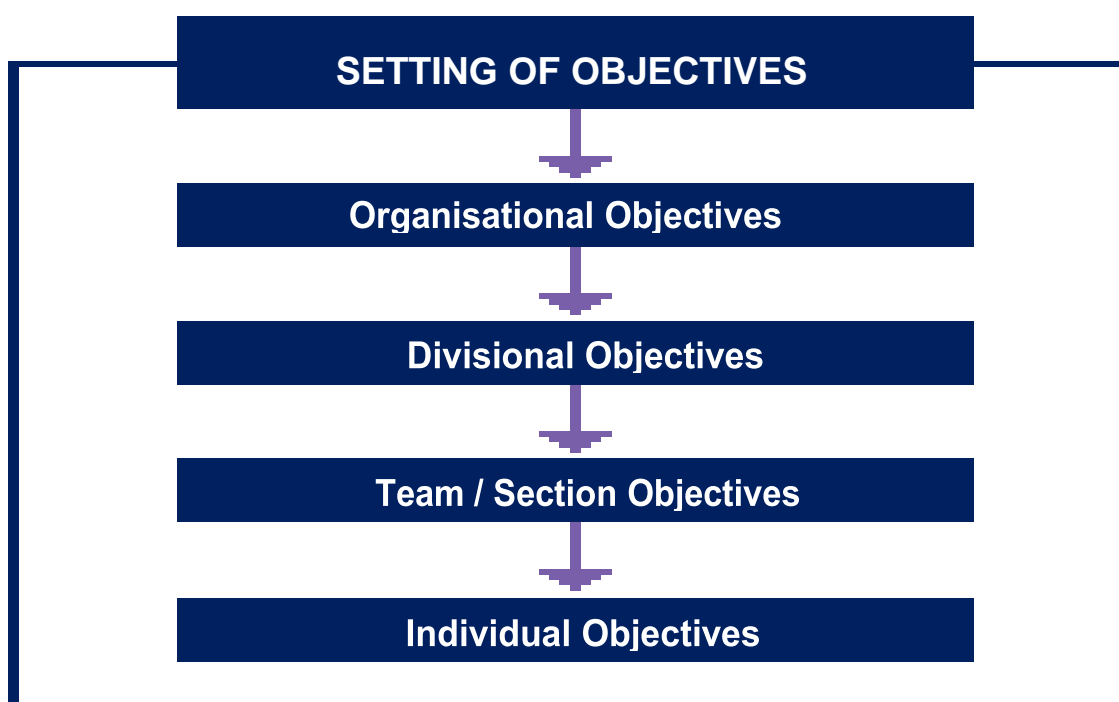 SETTING OF OBJECTIVES
Organisational Objectives
Divisional Objectives
Team / Section Objectives
Individual Objectives